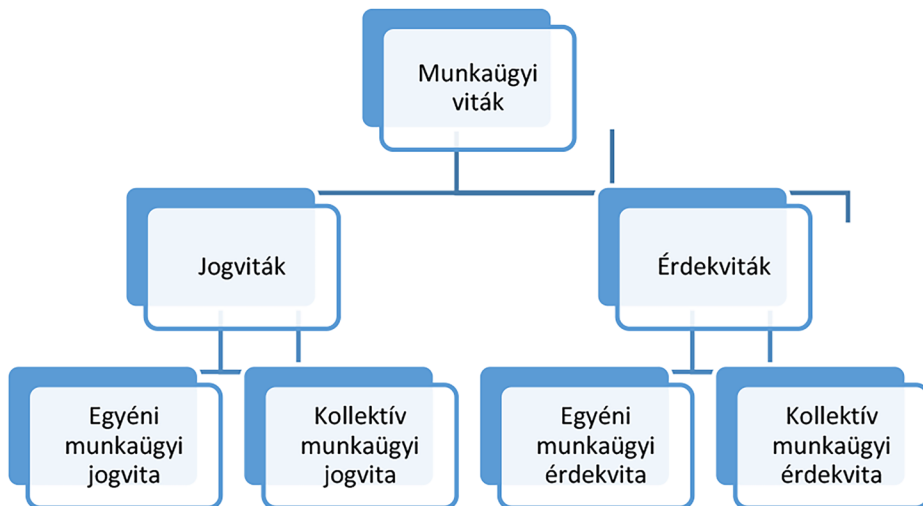 Munkaügyi
viták
Jogviták
Érdekviták
Egyéni
munkaügyi
jogvita
Kollektív
munkaügyi
jogvita
Egyéni
munkaügyi
érdekvita
Kollektív
munkaügyi
érdekvita